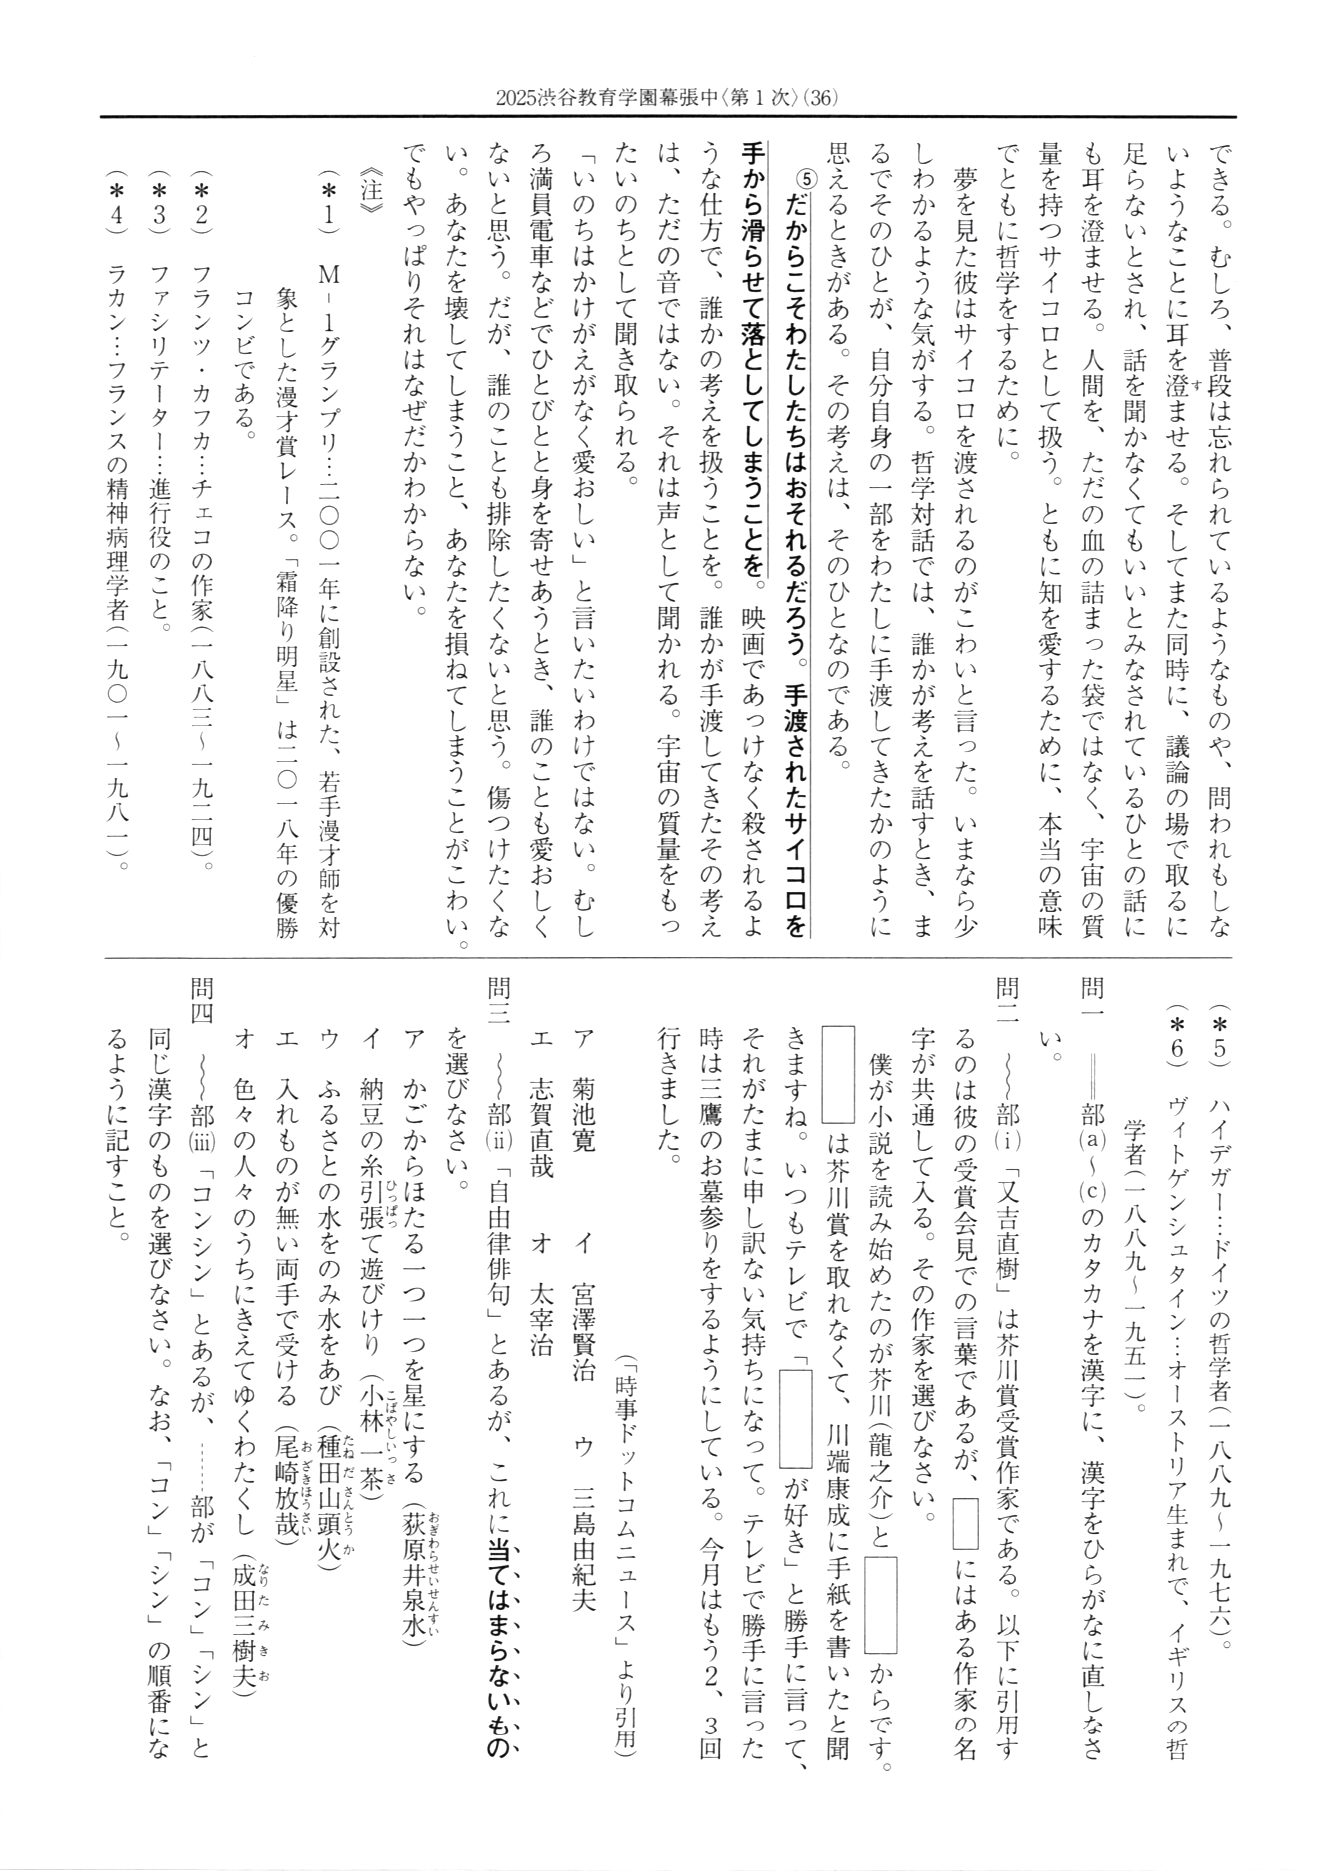 2025渋谷教育学園幕張中〈第1次〉(36)
できる。むしろ、普段は忘れられているようなものや、問われもしな
いようなことに耳を澄ませる。そしてまた同時に、議論の場で取るに
足らないとされ、話を聞かなくてもいいとみなされているひとの話に
も耳を澄ませる。人間を、ただの血の詰まった袋ではなく、宇宙の質
量を持つサイコロとして扱う。ともに知を愛するために、本当の意味
でともに哲学をするために。
夢を見た彼はサイコロを渡されるのがこわいと言った。いまなら少
しわかるような気がする。哲学対話では、誰かが考えを話すとき、ま
るでそのひとが、自分自身の一部をわたしに手渡してきたかのように
思えるときがある。その考えは、そのひとなのである。
⑤だからこそわたしたちはおそれるだろう。手渡されたサイコロを
手から滑らせて落としてしまうことを。映画であっけなく殺されるよ
うな仕方で、誰かの考えを扱うことを。誰かが手渡してきたその考え
は、ただの音ではない。それは声として聞かれる。宇宙の質量をもっ
たいのちとして聞き取られる。
「いのちはかけがえがなく愛おしい」と言いたいわけではない。むし
ろ満員電車などでひとびとと身を寄せあうとき、誰のことも愛おしく
ないと思う。だが、誰のことも排除したくないと思う。傷つけたくな
い。あなたを壊してしまうこと、あなたを損ねてしまうことがこわい。
でもやっぱりそれはなぜだかわからない。
《注》
(*1) M-1グランプリ…二〇〇一年に創設された、若手漫才師を対
象とした漫才賞レース。「霜降り明星」は二〇一八年の優勝
コンビである。
(*2) フランツ・カフカ…チェコの作家(一八八三～一九二四)。
(*3) ファシリテーター…進行役のこと。
(*4) ラカン…フランスの精神病理学者(一九〇一～一九八一)。
(*5) ハイデガー…ドイツの哲学者(一八八九～一九七六)。
(*6) ヴィトゲンシュタイン…オーストリア生まれで、イギリスの哲
学者(一八八九～一九五一)。
問一 ＝＝部(a)～(c)のカタカナを漢字に、漢字をひらがなに直しなさ
い。
問二 ～～部(i)「又吉直樹」は芥川賞受賞作家である。以下に引用す
るのは彼の受賞会見での言葉であるが、□にはある作家の名
字が共通して入る。その作家を選びなさい。
僕が小説を読み始めたのが芥川(龍之介)と□からです。
□は芥川賞を取れなくて、川端康成に手紙を書いたと聞
きますね。いつもテレビで「□が好き」と勝手に言って、
それがたまに申し訳ない気持ちになって。テレビで勝手に言った
時は三鷹のお墓参りをするようにしている。今月はもう2、3回
行きました。
(「時事ドットコムニュース」より引用)
ア 菊池寛 イ 宮澤賢治 ウ 三島由紀夫
エ 志賀直哉 オ 太宰治
問三 ～～部(ii)「自由律俳句」とあるが、これに当てはまらないもの
を選びなさい。
ア かごからほたる一つ一つを星にする(荻原井泉水)
イ 納豆の糸引張て遊びけり(小林一茶)
ウ ふるさとの水をのみ水をあび(種田山頭火)
エ 入れものが無い両手で受ける(尾崎放哉)
オ 色々の人々のうちにきえてゆくわたくし(成田三樹夫)
問四 ～～部(iii)「コンシン」とあるが、……部が「コン」「シン」と
同じ漢字のものを選びなさい。なお、「コン」「シン」の順番にな
るように記すこと。